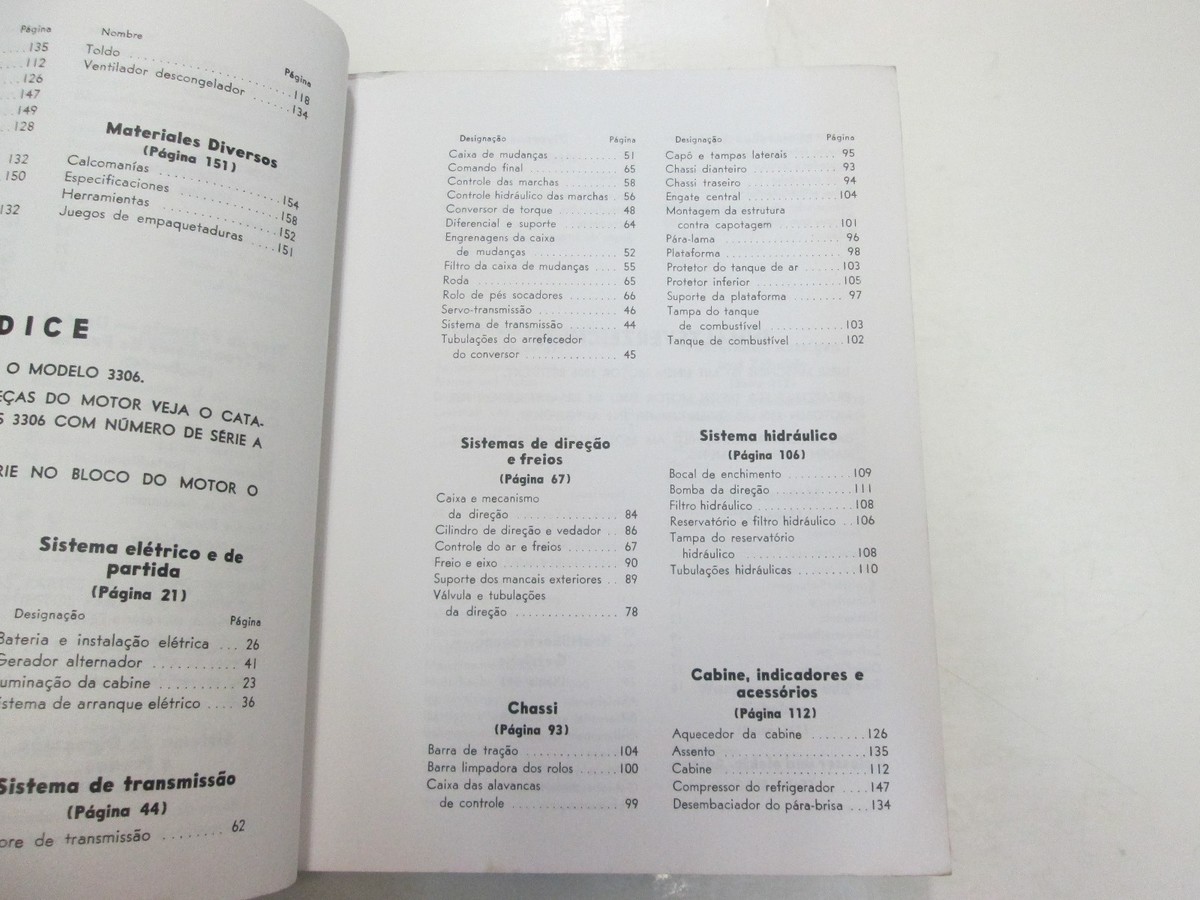 Página
....135
....112
126
...147
149
...128
132
.150
132
Nombre
Página
Toldo ........................ 118
Ventilador descongelador ...... 134
Materiales Diversos
(Página 151)
Calcomanías ................. 154
Especificaciones .............. 158
Herramientas ................ 152
Juegos de empaquetaduras .... 151
DICE
O MODELO 3306.
ÇAS DO MOTOR VEJA O CATA-
3306 COM NÚMERO DE SÉRIE A
RIE NO BLOCO DO MOTOR O
Sistema elétrico e de
partida
(Página 21)
Designação Página
Bateria e instalação elétrica ... 26
Gerador alternador .......... 41
uminação da cabine .......... 23
istema de arranque elétrico .... 36
Sistema de transmissão
(Página 44)
ore de transmissão ........ 62
Designação Página
Caixa de mudanças .......... 51
Comando final .............. 65
Controle das marchas ........ 58
Controle hidráulico das marchas . 56
Conversor de torque ......... 48
Diferencial e suporte ......... 64
Engrenagens da caixa
de mudanças ............. 52
Filtro da caixa de mudanças .... 55
Roda ...................... 65
Rolo de pés socadores ........ 66
Servo-transmissão ............ 46
Sistema de transmissão ........ 44
Tubulações do arrefecedor
do conversor .............. 45
Sistemas de direção
e freios
(Página 67)
Caixa e mecanismo
da direção ................ 84
Cilindro de direção e vedador .. 86
Controle do ar e freios ........ 67
Freio e eixo ................. 90
Suporte dos mancais exteriores .. 89
Válvula e tubulações
da direção ................ 78
Chassi
(Página 93)
Barra de tração ............. 104
Barra limpadora dos rolos ...... 100
Caixa das alavancas
de controle ................ 99
Designação Página
Capô e tampas laterais ....... 95
Chassi dianteiro .............. 93
Chassi traseiro .............. 94
Engate central .............. 104
Montagem da estrutura
contra capotagem .......... 101
Pára-lama .................. 96
Plataforma .................. 98
Protetor do tanque de ar ...... 103
Protetor inferior ............. 105
Suporte da plataforma ........ 97
Tampa do tanque
de combustível ............ 103
Tanque de combustível ........ 102
Sistema hidráulico
(Página 106)
Bocal de enchimento ......... 109
Bomba da direção ........... 111
Filtro hidráulico .............. 108
Reservatório e filtro hidráulico .. 106
Tampa do reservatório
hidráulico ................ 108
Tubulações hidráulicas ......... 110
Cabine, indicadores e
acessórios
(Página 112)
Aquecedor da cabine ........ 126
Assento .................... 135
Cabine .................... 112
Compressor do refrigerador .... 147
Desembaciador do pára-brisa ... 134